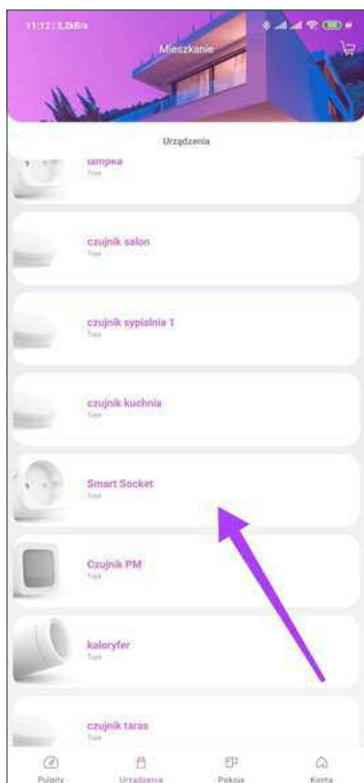 11:12 | 5,2kB/s
Mieszkanie
Urządzenia
lampka
Tuya
czujnik salon
Tuya
czujnik sypialnia 1
Tuya
czujnik kuchnia
Tuya
Smart Socket
Tuya
Czujnik PM
Tuya
kaloryfer
Tuya
czujnik taras
Tuya
Pulpity
Urządzenia
Pokoje
Konto